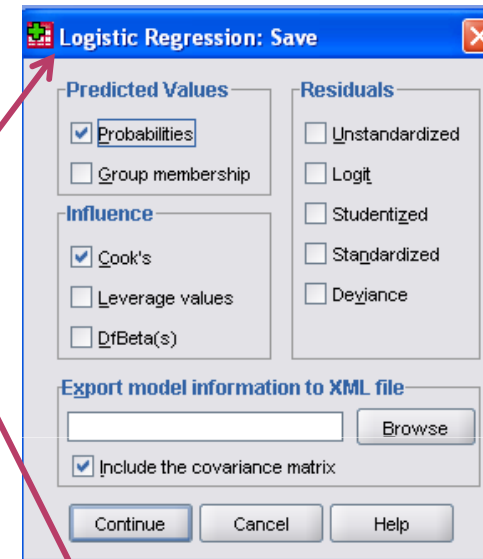 Logistic Regression: Save
Predicted Values
Probabilities
Group membership
Influence
Cook's
Leverage values
DfBeta(s)
Residuals
Unstandardized
Logit
Studentized
Standardized
Deviance
Export model information to XML file
Browse
Include the covariance matrix
Continue Cancel Help